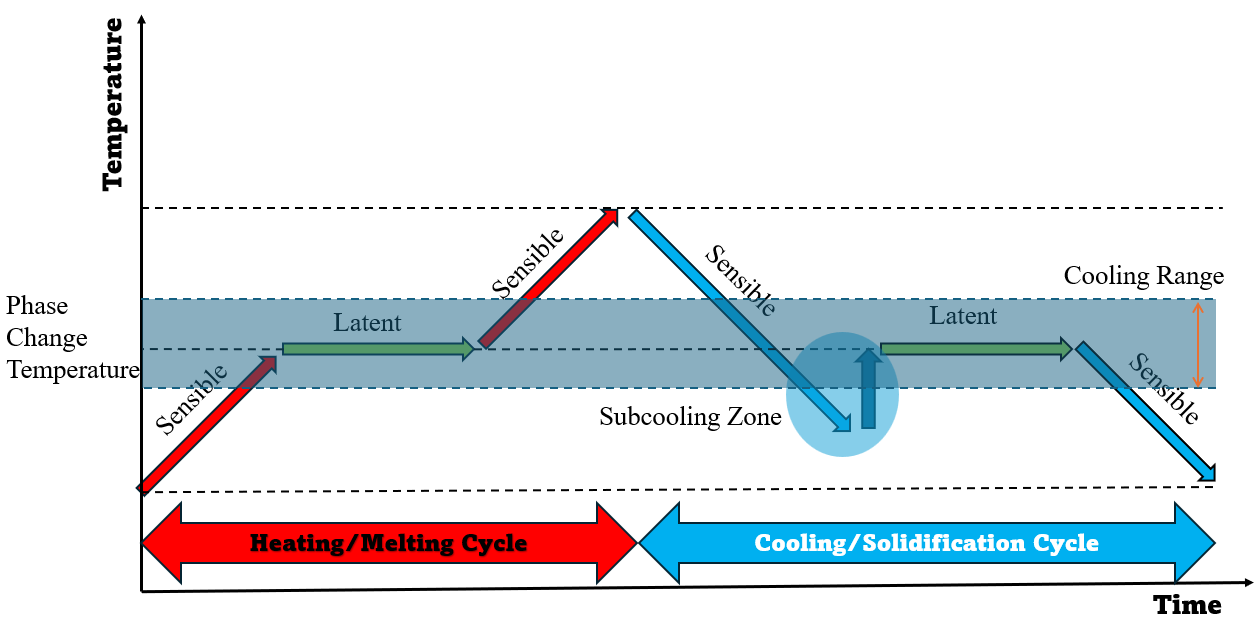 Temperature
Sensible
Sensible
Cooling Range
Phase
Change
Temperature
Latent
Latent
Sensible
Sensible
Subcooling Zone
Heating/Melting Cycle
Cooling/Solidification Cycle
Time